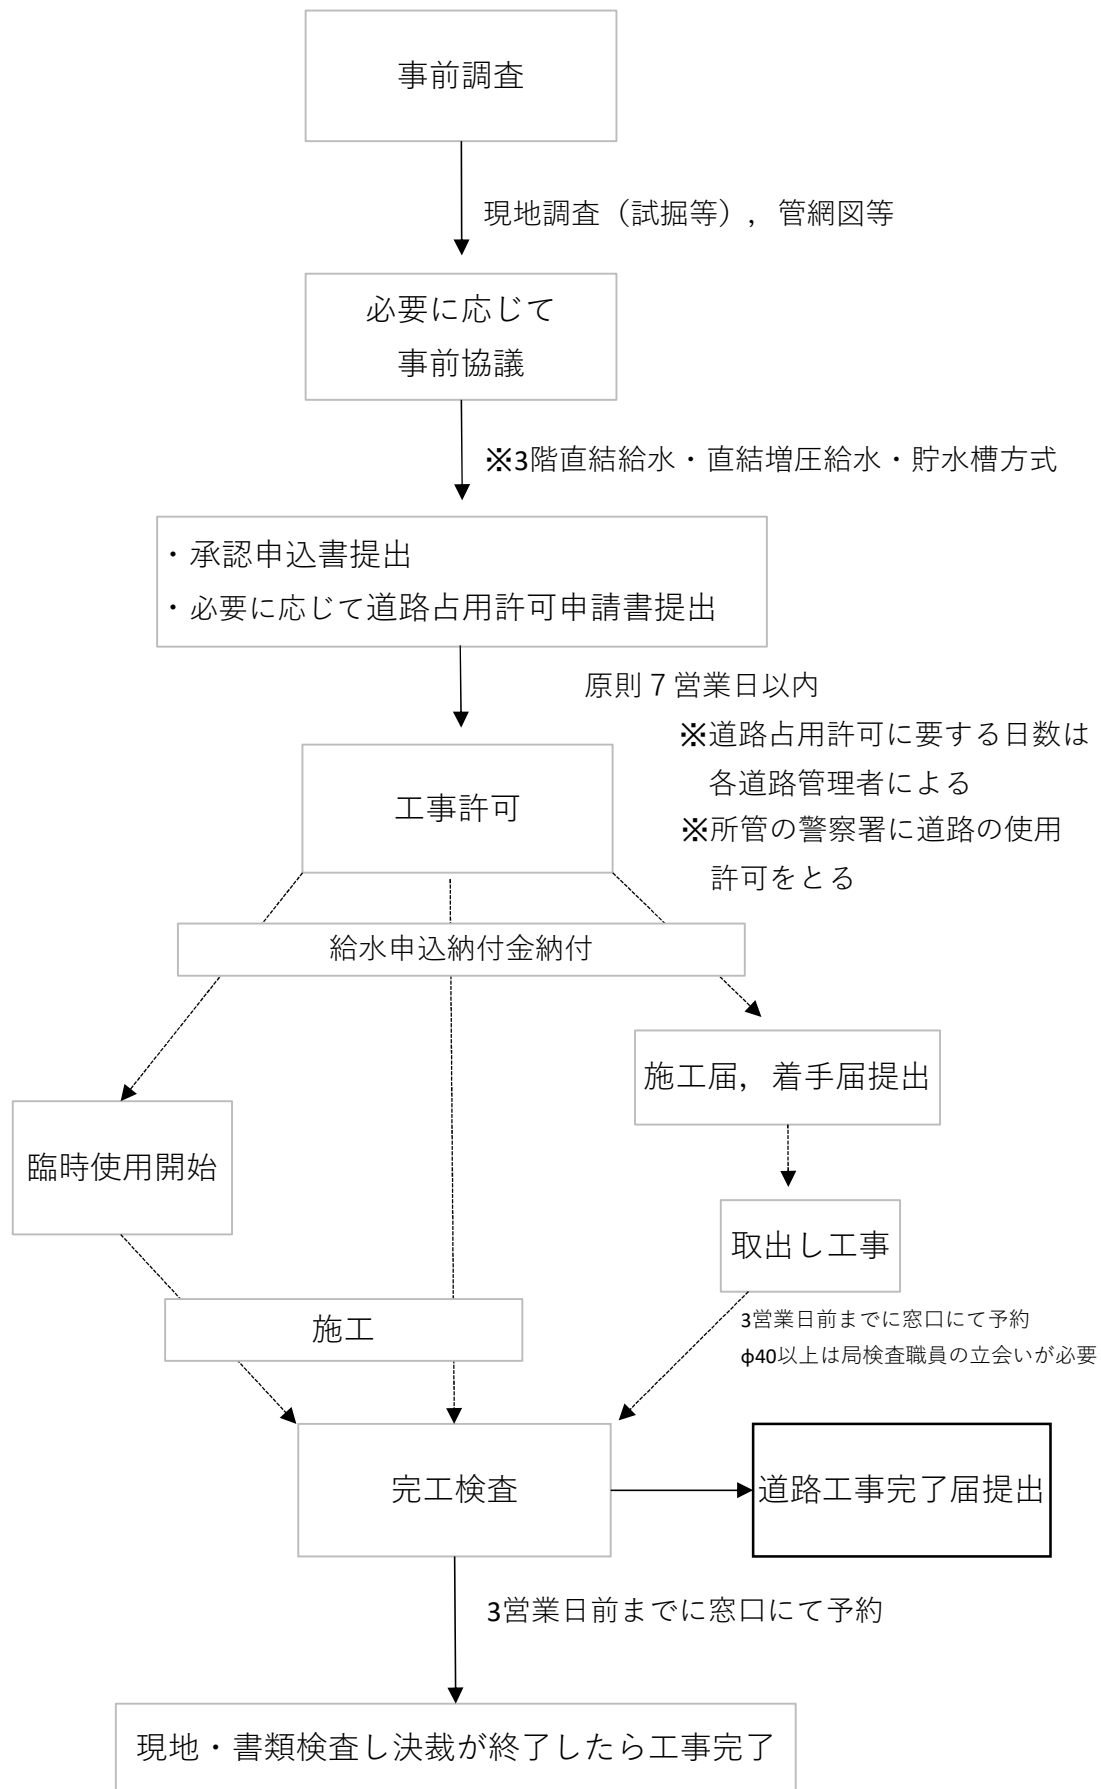 事前調査
現地調査（試掘等），管網図等
必要に応じて
事前協議
※3階直結給水・直結増圧給水・貯水槽方式
・承認申込書提出
・必要に応じて道路占用許可申請書提出
原則７営業日以内
※道路占用許可に要する日数は
各道路管理者による
※所管の警察署に道路の使用
許可をとる
工事許可
給水申込納付金納付
施工届，着手届提出
臨時使用開始
取出し工事
3営業日前までに窓口にて予約
φ40以上は局検査職員の立会いが必要
施工
完工検査
道路工事完了届提出
3営業日前までに窓口にて予約
現地・書類検査し決裁が終了したら工事完了